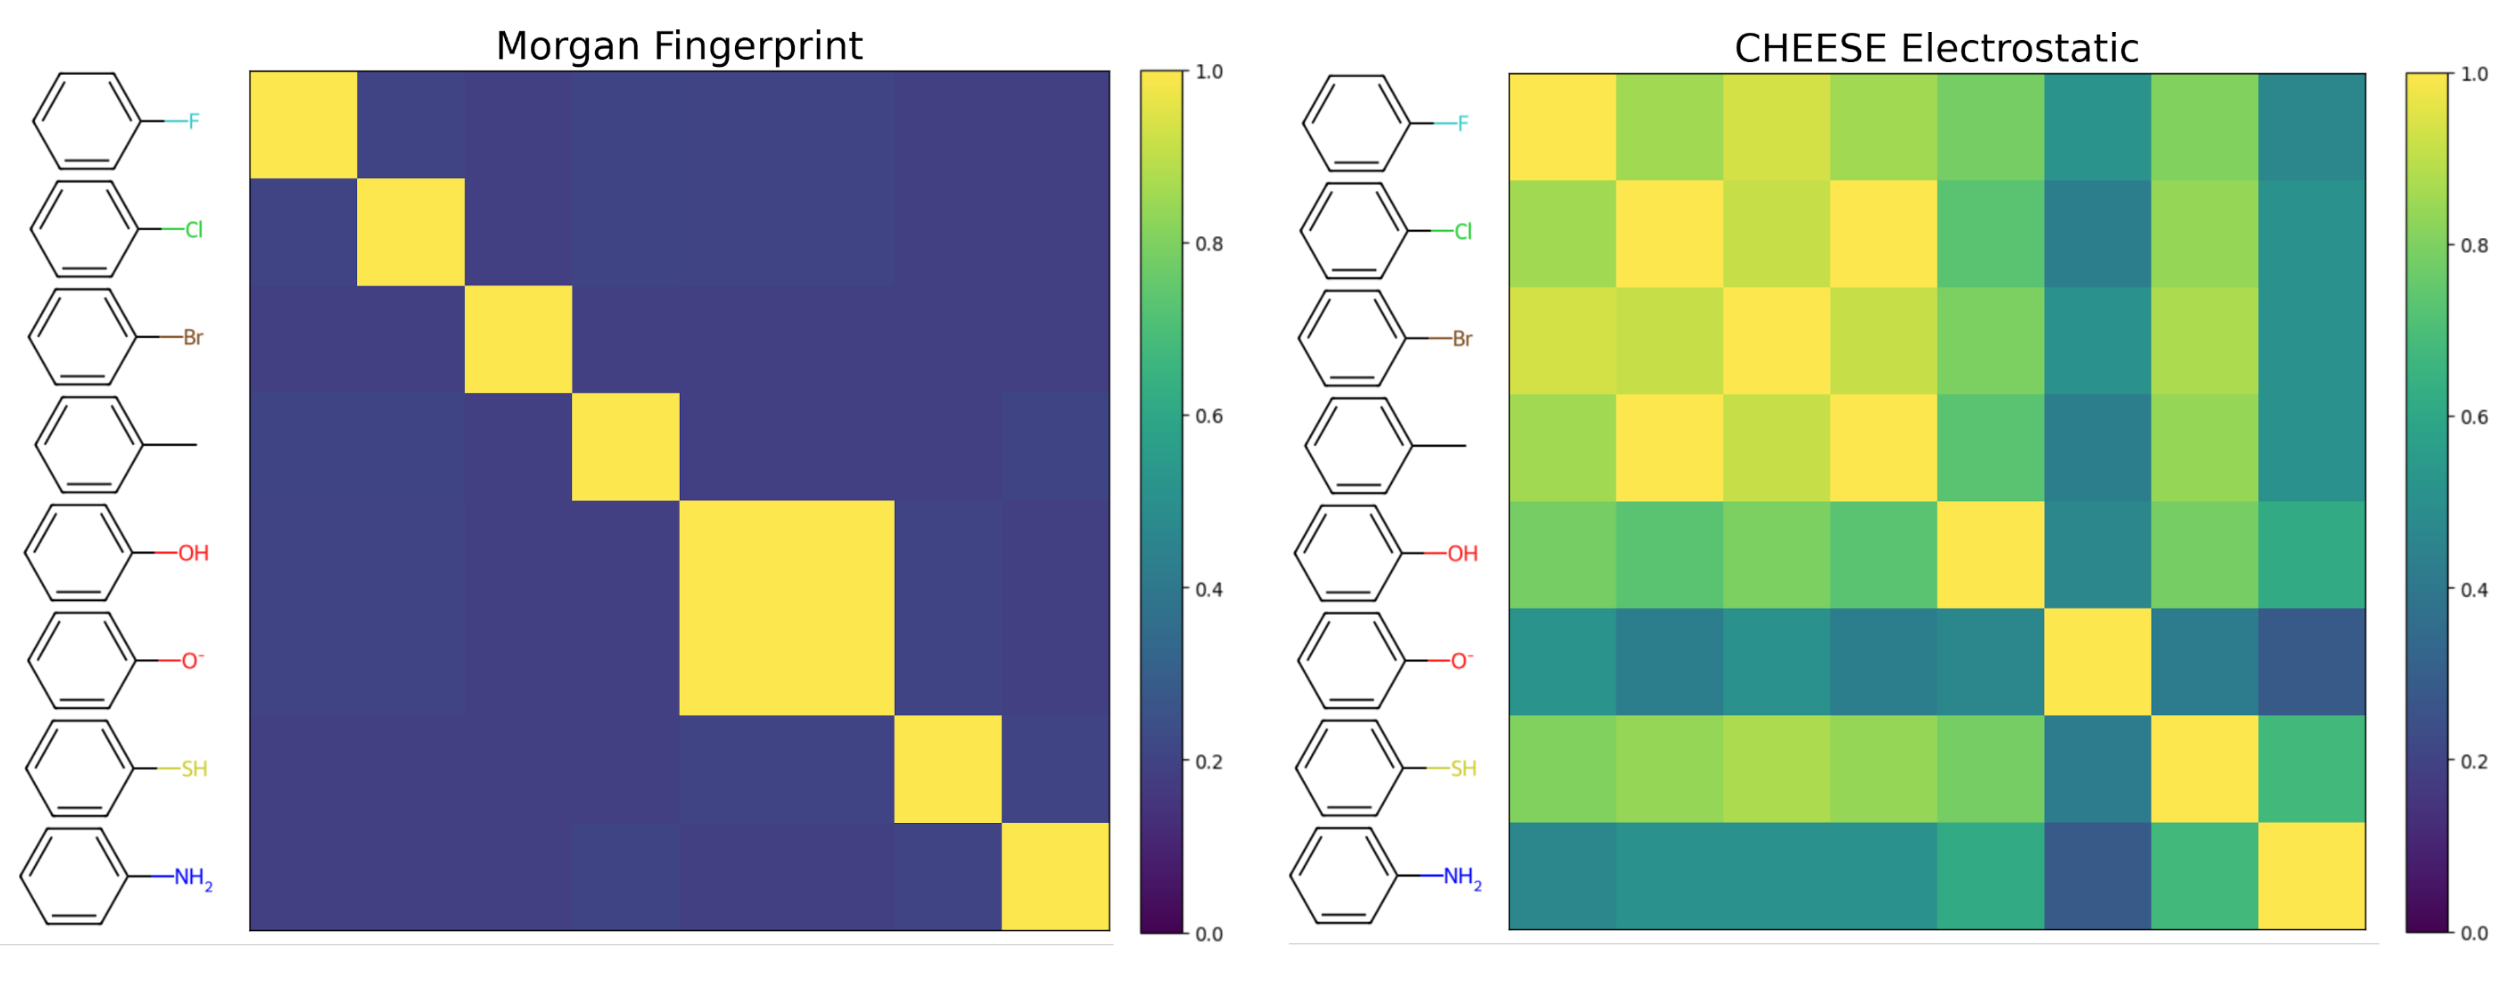 Morgan Fingerprint
F
Cl
Br
OH
O⁻
SH
NH₂
1.0
0.8
0.6
0.4
0.2
0.0
CHEESE Electrostatic
F
Cl
Br
OH
O⁻
SH
NH₂
1.0
0.8
0.6
0.4
0.2
0.0